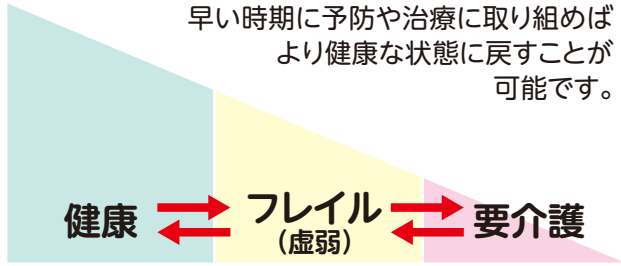 早い時期に予防や治療に取り組めば
より健康な状態に戻すことが
可能です。
健康
フレイル
(虚弱)
要介護